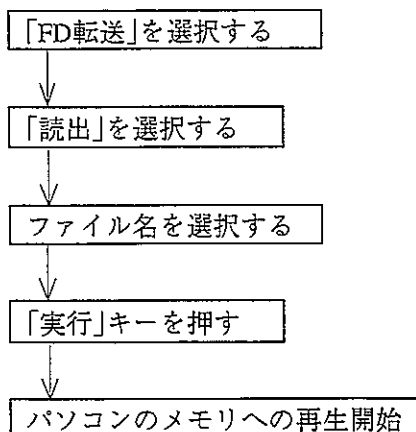 「FD転送」を選択する
「読出」を選択する
ファイル名を選択する
「実行」キーを押す
パソコンのメモリへの再生開始